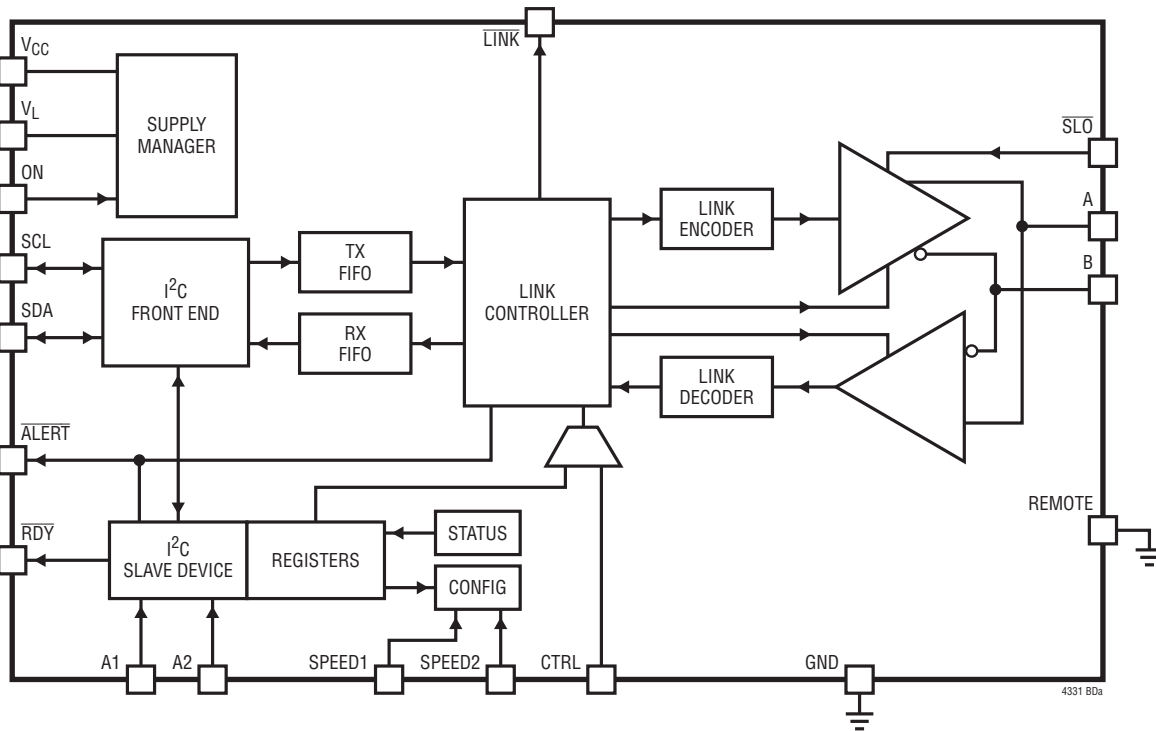 LINK
VCC
SUPPLY
MANAGER
VL
SLO
ON
A
LINK
ENCODER
SCL
TX
FIFO
B
I2C
FRONT END
LINK
CONTROLLER
SDA
RX
FIFO
LINK
DECODER
ALERT
REMOTE
RDY
I2C
SLAVE DEVICE
REGISTERS
STATUS
CONFIG
A1
A2
SPEED1
SPEED2
CTRL
GND
4331 BDa